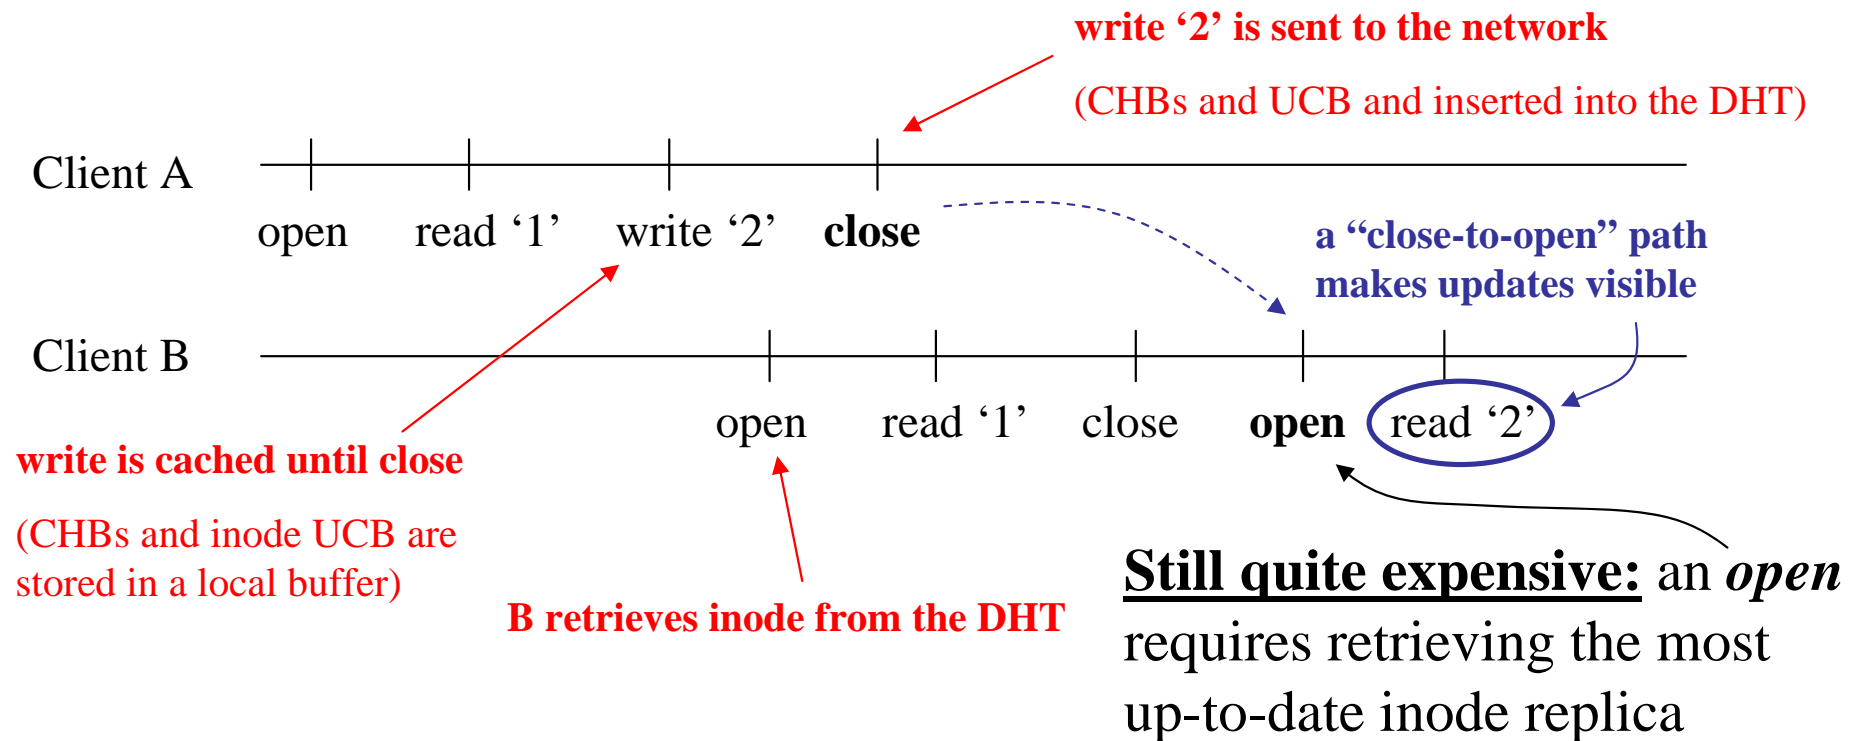 write ‘2’ is sent to the network
(CHBs and UCB and inserted into the DHT)
Client A
open read ‘1’ write ‘2’ close
a “close-to-open” path
makes updates visible
Client B
open read ‘1’ close open read ‘2’
write is cached until close
(CHBs and inode UCB are
stored in a local buffer)
B retrieves inode from the DHT
Still quite expensive: an open
requires retrieving the most
up-to-date inode replica